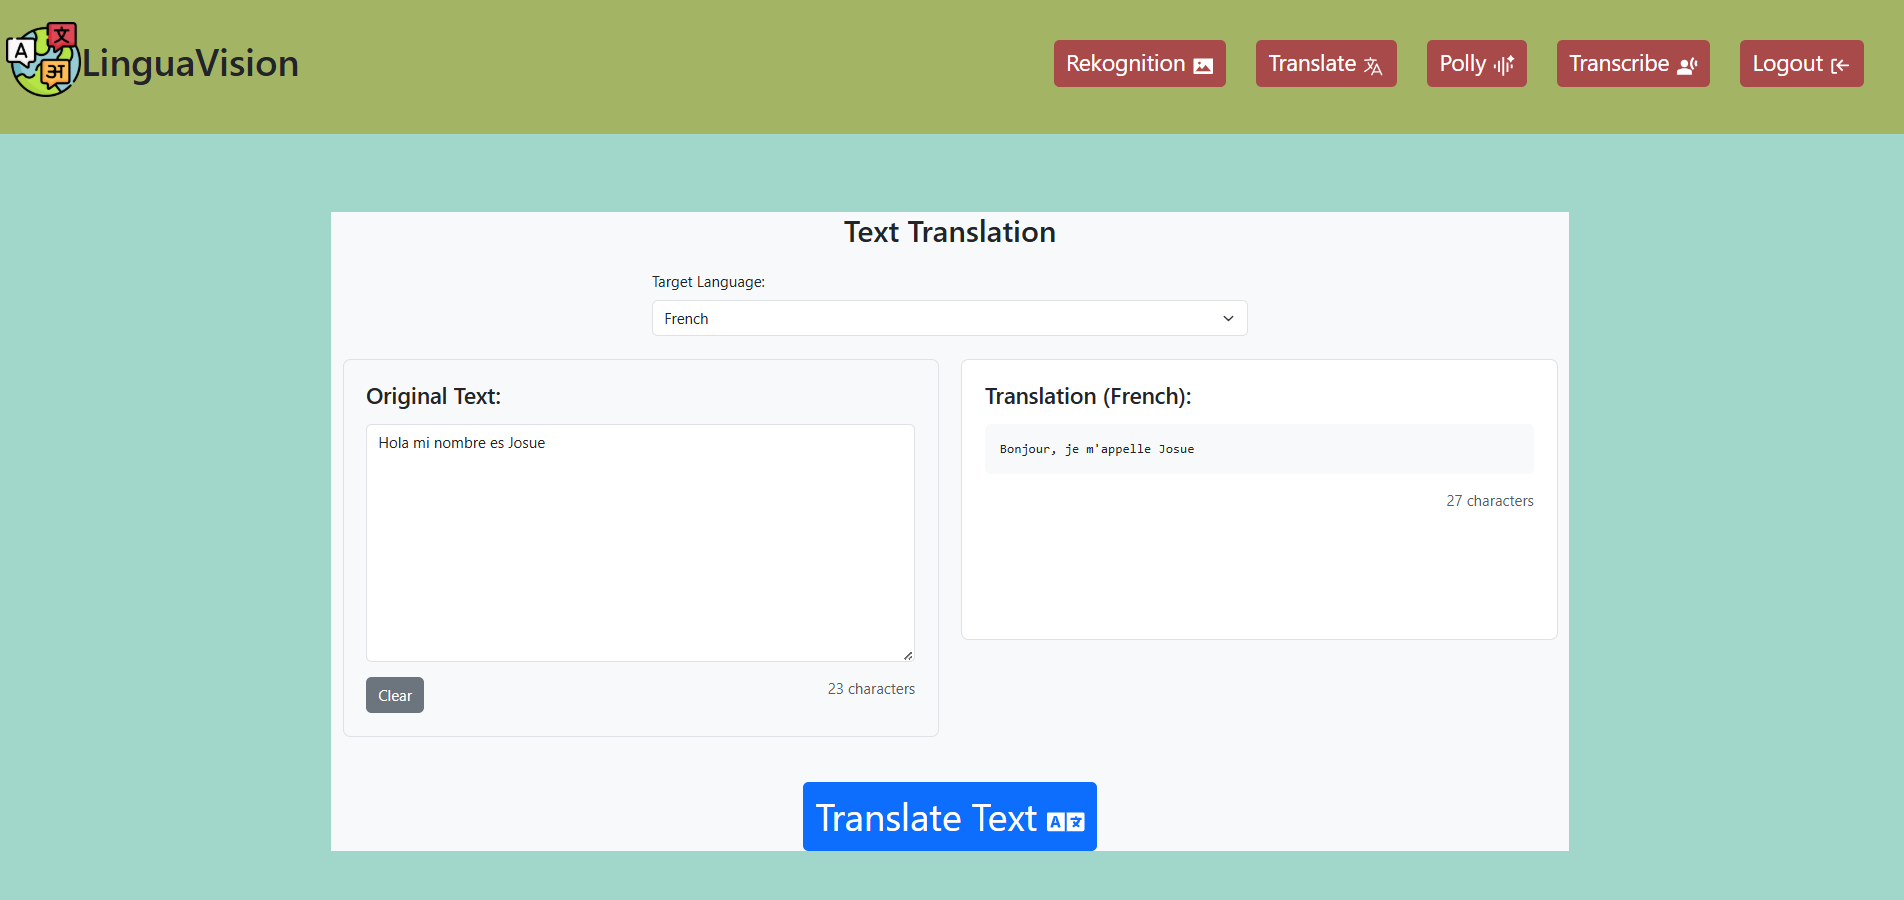 LinguaVision
Rekognition
Translate
Polly
Transcribe
Logout
Text Translation
Target Language:
French
Original Text:
Hola mi nombre es Josue
Clear
23 characters
Translation (French):
Bonjour, je m'appelle Josue
27 characters
Translate Text